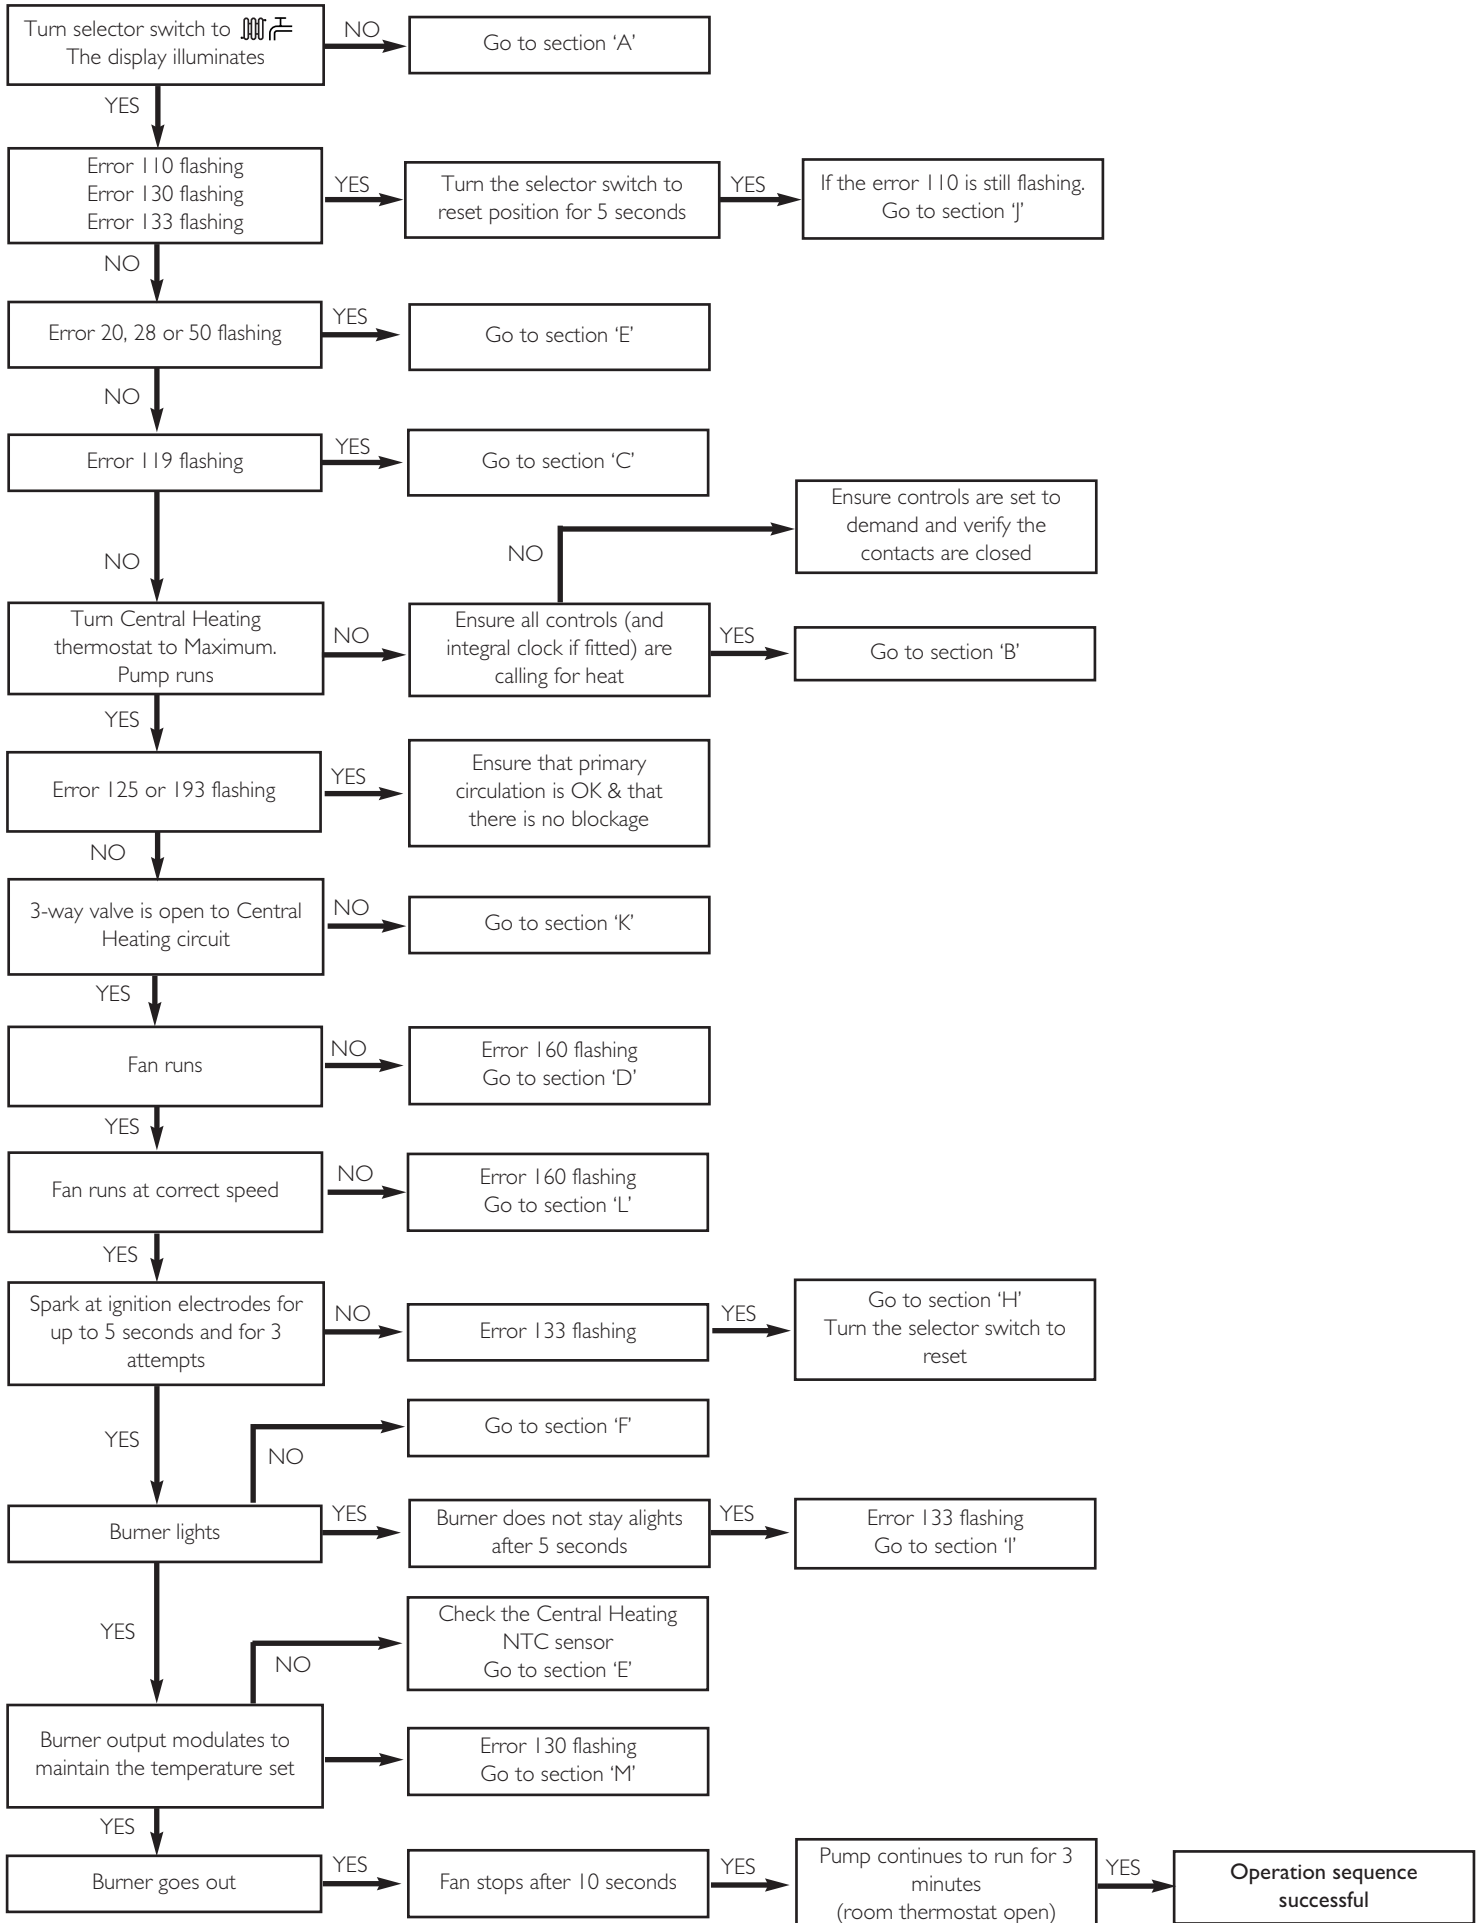 Turn selector switch to
The display illuminates
NO
Go to section ‘A’
YES
Error 110 flashing
Error 130 flashing
Error 133 flashing
YES
Turn the selector switch to
reset position for 5 seconds
YES
If the error 110 is still flashing.
Go to section ‘J’
NO
Error 20, 28 or 50 flashing
YES
Go to section ‘E’
NO
Error 119 flashing
YES
Go to section ‘C’
NO
Ensure controls are set to
demand and verify the
contacts are closed
NO
Turn Central Heating
thermostat to Maximum.
Pump runs
NO
Ensure all controls (and
integral clock if fitted) are
calling for heat
YES
Go to section ‘B’
YES
Error 125 or 193 flashing
YES
Ensure that primary
circulation is OK & that
there is no blockage
NO
3-way valve is open to Central
Heating circuit
NO
Go to section ‘K’
YES
Fan runs
NO
Error 160 flashing
Go to section ‘D’
YES
Fan runs at correct speed
NO
Error 160 flashing
Go to section ‘L’
YES
Spark at ignition electrodes for
up to 5 seconds and for 3
attempts
NO
Error 133 flashing
YES
Go to section ‘H’
Turn the selector switch to
reset
YES
Go to section ‘F’
NO
Burner lights
YES
Burner does not stay alights
after 5 seconds
YES
Error 133 flashing
Go to section ‘I’
YES
Check the Central Heating
NTC sensor
Go to section ‘E’
NO
Burner output modulates to
maintain the temperature set
Error 130 flashing
Go to section ‘M’
YES
Burner goes out
YES
Fan stops after 10 seconds
YES
Pump continues to run for 3
minutes
(room thermostat open)
YES
Operation sequence
successful